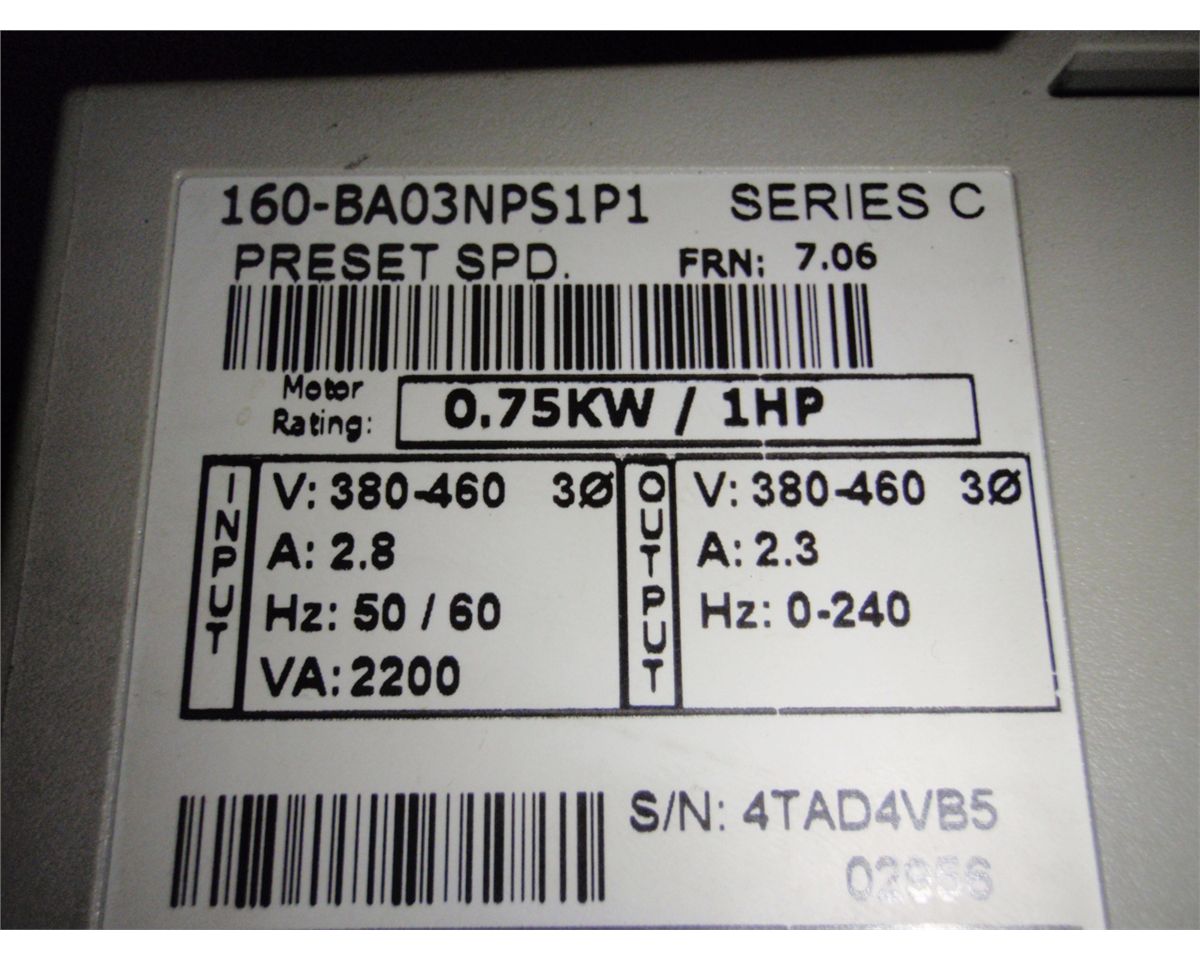 160-BA03NPS1P1 SERIES C
PRESET SPD. FRN: 7.06
Motor
Rating: 0.75KW / 1HP
INPUT
V: 380-460 3Ø
A: 2.8
Hz: 50 / 60
VA: 2200
OUTPUT
V: 380-460 3Ø
A: 2.3
Hz: 0-240
S/N: 4TAD4VB5